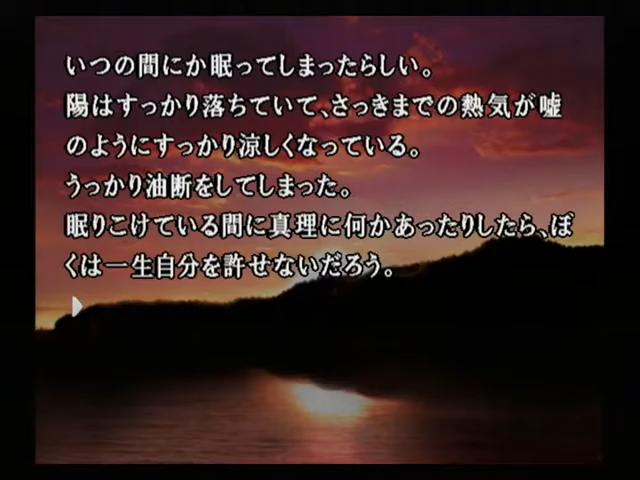 いつの間にか眠ってしまったらしい。
陽はすっかり落ちていて、さっきまでの熱気が嘘
のようにすっかり涼しくなっている。
うっかり油断をしてしまった。
眠りこけている間に真理に何かあったりしたら、ぼ
くは一生自分を許せないだろう。